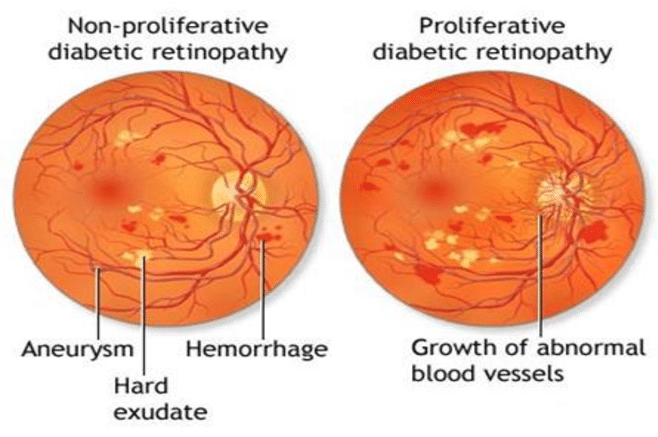 Non-proliferative
diabetic retinopathy
Proliferative
diabetic retinopathy
Aneurysm
Hard
exudate
Hemorrhage
Growth of abnormal
blood vessels